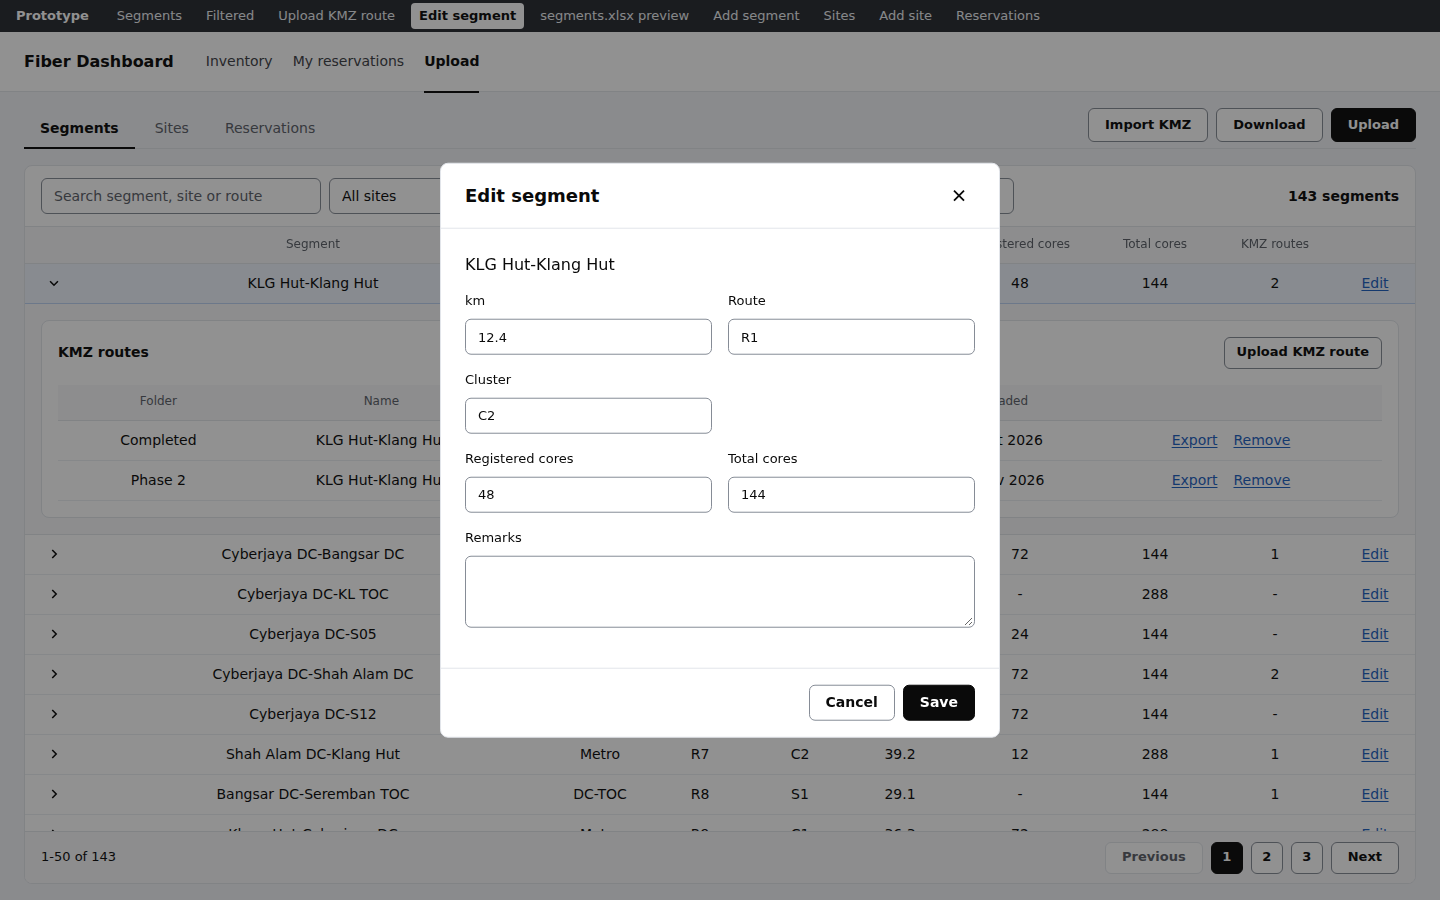 Prototype Segments Filtered Upload KMZ route Edit segment segments.xlsx preview Add segment Sites Add site Reservations
Fiber Dashboard Inventory My reservations Upload
Segments Sites Reservations Import KMZ Download Upload
Search segment, site or route All sites 143 segments
Edit segment
Segment stered cores Total cores KMZ routes
KLG Hut-Klang Hut 48 144 2 Edit
KLG Hut-Klang Hut
km Route
12.4 R1
KMZ routes Upload KMZ route
Cluster
C2
Folder Name aded
Completed KLG Hut-Klang Hu 2026 Export Remove
Registered cores Total cores
48 144
Phase 2 KLG Hut-Klang Hu 2026 Export Remove
Remarks
Cyberjaya DC-Bangsar DC 72 144 1 Edit
Cyberjaya DC-KL TOC - 288 - Edit
Cyberjaya DC-S05 24 144 - Edit
Cyberjaya DC-Shah Alam DC 72 144 2 Edit
Cancel Save
Cyberjaya DC-S12 72 144 - Edit
Shah Alam DC-Klang Hut Metro R7 C2 39.2 12 288 1 Edit
Bangsar DC-Seremban TOC DC-TOC R8 S1 29.1 - 144 1 Edit
1-50 of 143 Previous 1 2 3 Next